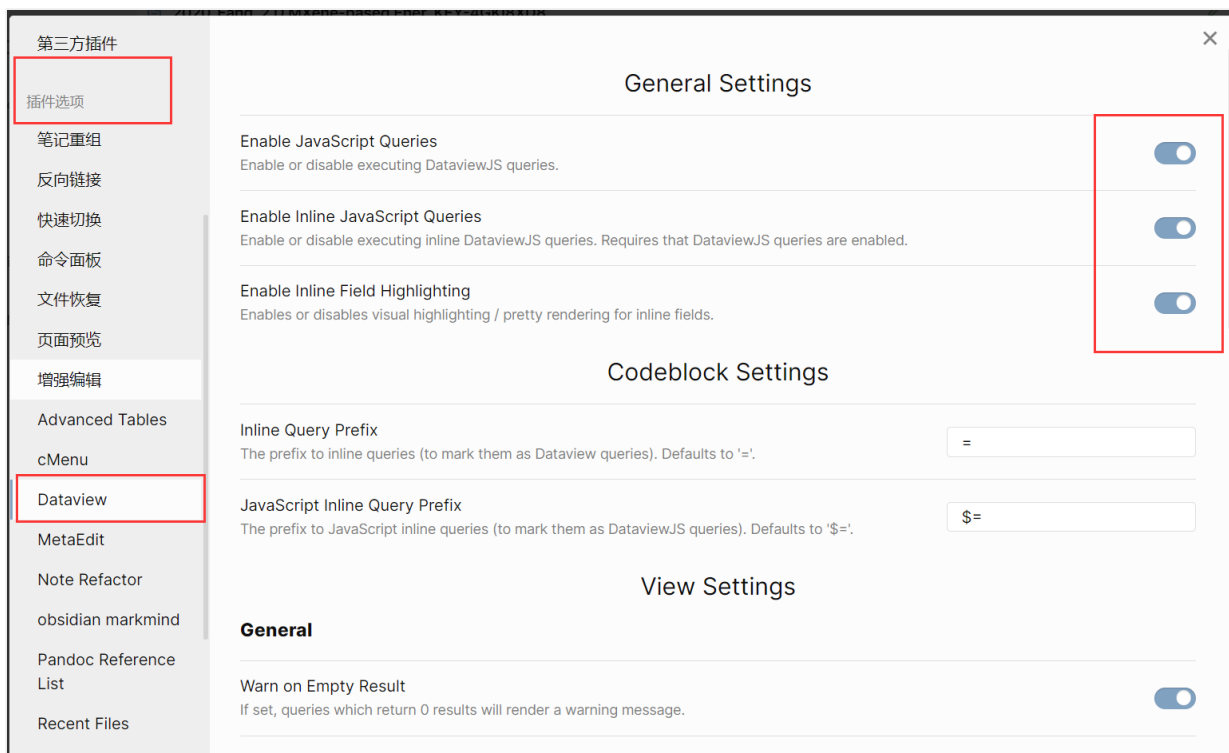 第三方插件
插件选项
笔记重组
反向链接
快速切换
命令面板
文件恢复
页面预览
增强编辑
Advanced Tables
cMenu
Dataview
MetaEdit
Note Refactor
obsidian markmind
Pandoc Reference
List
Recent Files
General Settings
Enable JavaScript Queries
Enable or disable executing DataviewJS queries.
Enable Inline JavaScript Queries
Enable or disable executing inline DataviewJS queries. Requires that DataviewJS queries are enabled.
Enable Inline Field Highlighting
Enables or disables visual highlighting / pretty rendering for inline fields.
Codeblock Settings
Inline Query Prefix
The prefix to inline queries (to mark them as Dataview queries). Defaults to '='.
=
JavaScript Inline Query Prefix
The prefix to JavaScript inline queries (to mark them as DataviewJS queries). Defaults to '$='.
$=
View Settings
General
Warn on Empty Result
If set, queries which return 0 results will render a warning message.